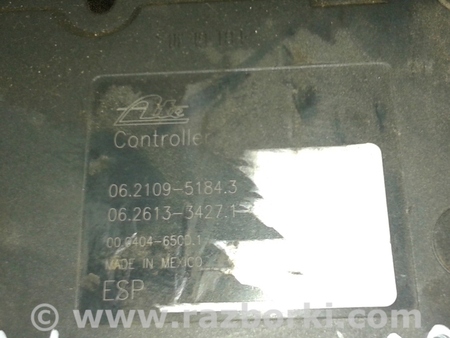 Ate
Controller
06.2109-5184.3
06.2613-3427.1
00.0404-6500.1
MADE IN MEXICO
ESP
© www.razborki.com